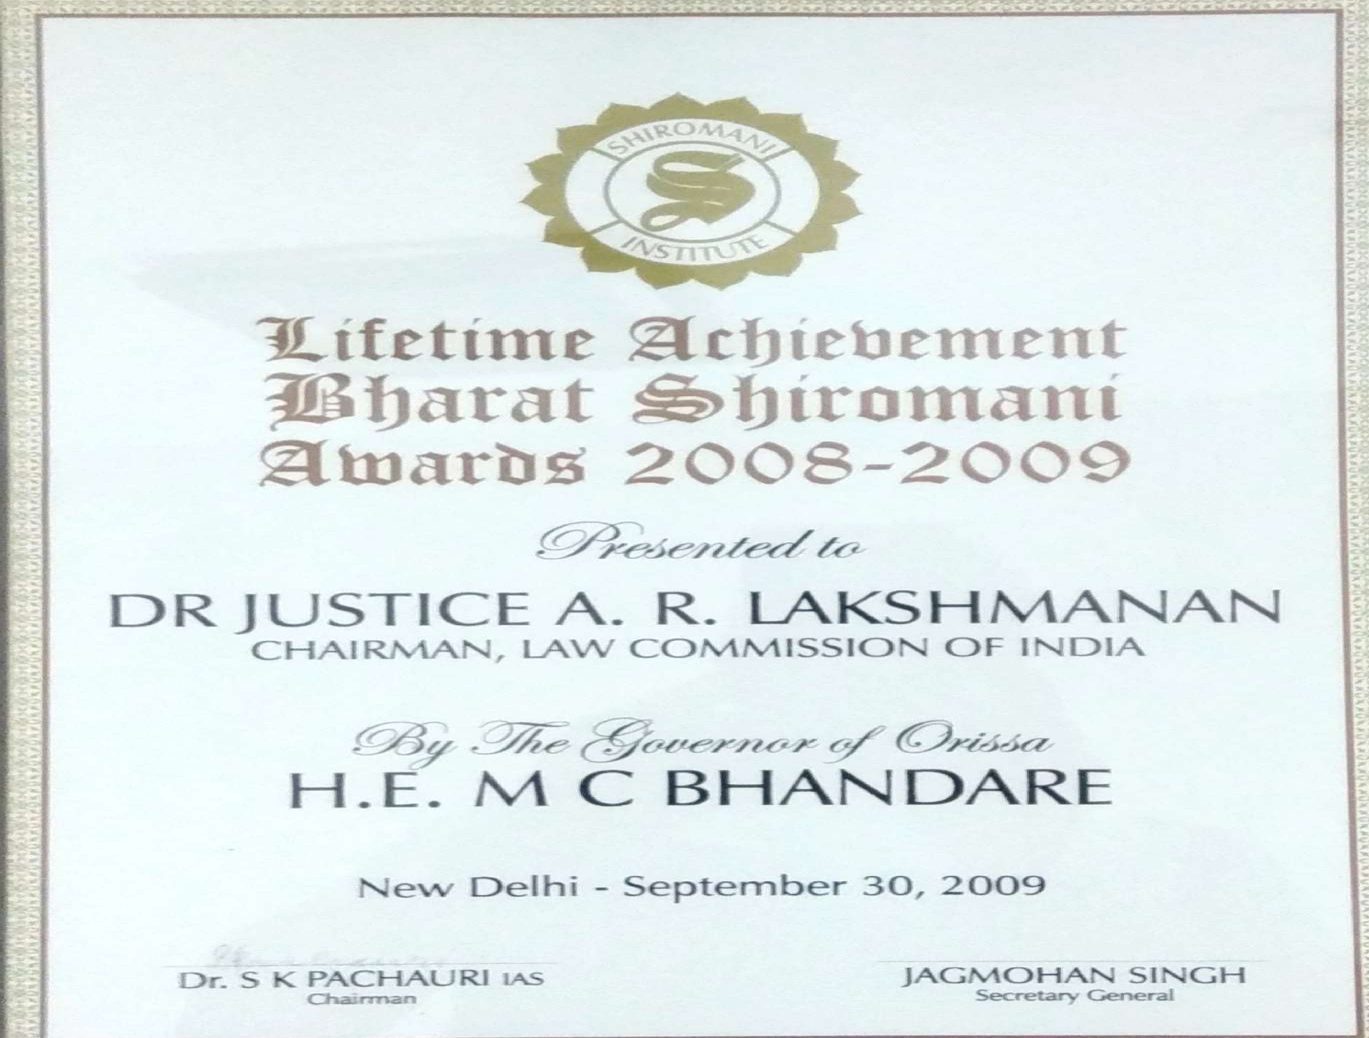 SHIROMANI
S
INSTITUTE
Lifetime Achievement
Bharat Shiromani
Awards 2008-2009
Presented to
DR JUSTICE A. R. LAKSHMANAN
CHAIRMAN, LAW COMMISSION OF INDIA
By The Governor of Orissa
H.E. M C BHANDARE
New Delhi - September 30, 2009
Dr. S K PACHAURI IAS
Chairman
JAGMOHAN SINGH
Secretary General